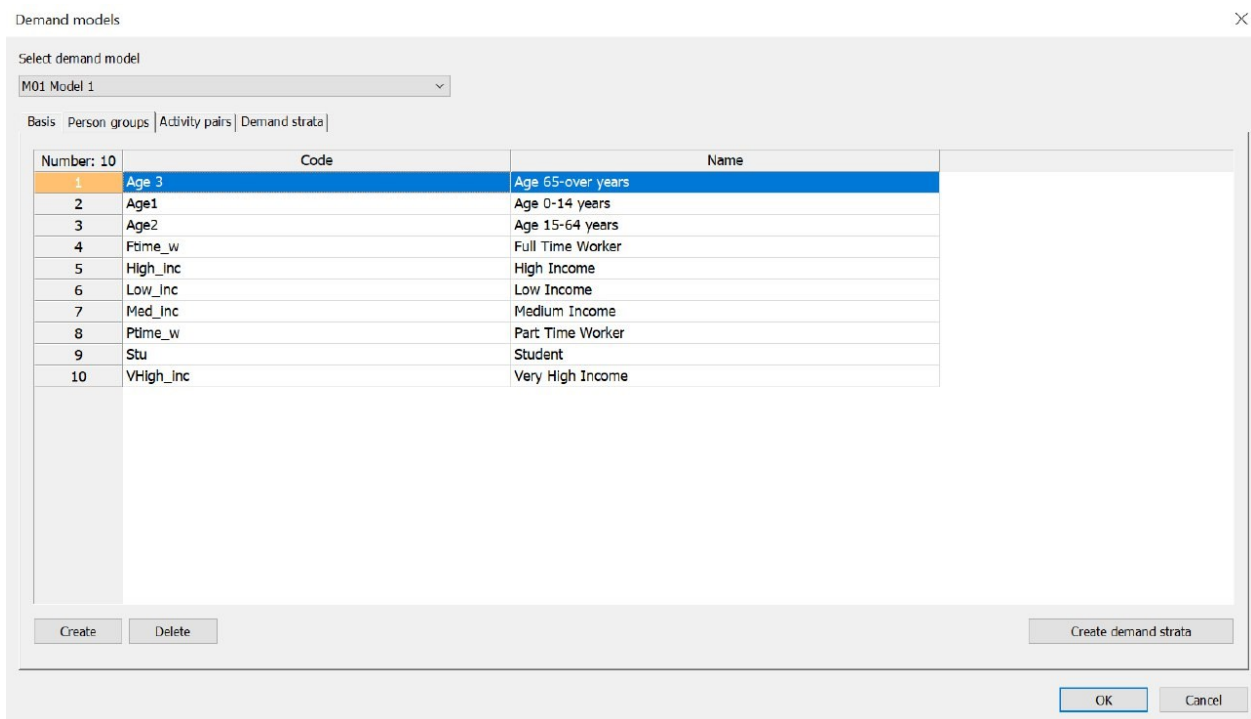 Demand models
Select demand model
M01 Model 1
Basis Person groups Activity pairs Demand strata
Number: 10 Code Name
1 Age 3 Age 65-over years
2 Age1 Age 0-14 years
3 Age2 Age 15-64 years
4 Ftime_w Full Time Worker
5 High_inc High Income
6 Low_inc Low Income
7 Med_inc Medium Income
8 Ptime_w Part Time Worker
9 Stu Student
10 VHigh_inc Very High Income
Create Delete Create demand strata
OK Cancel